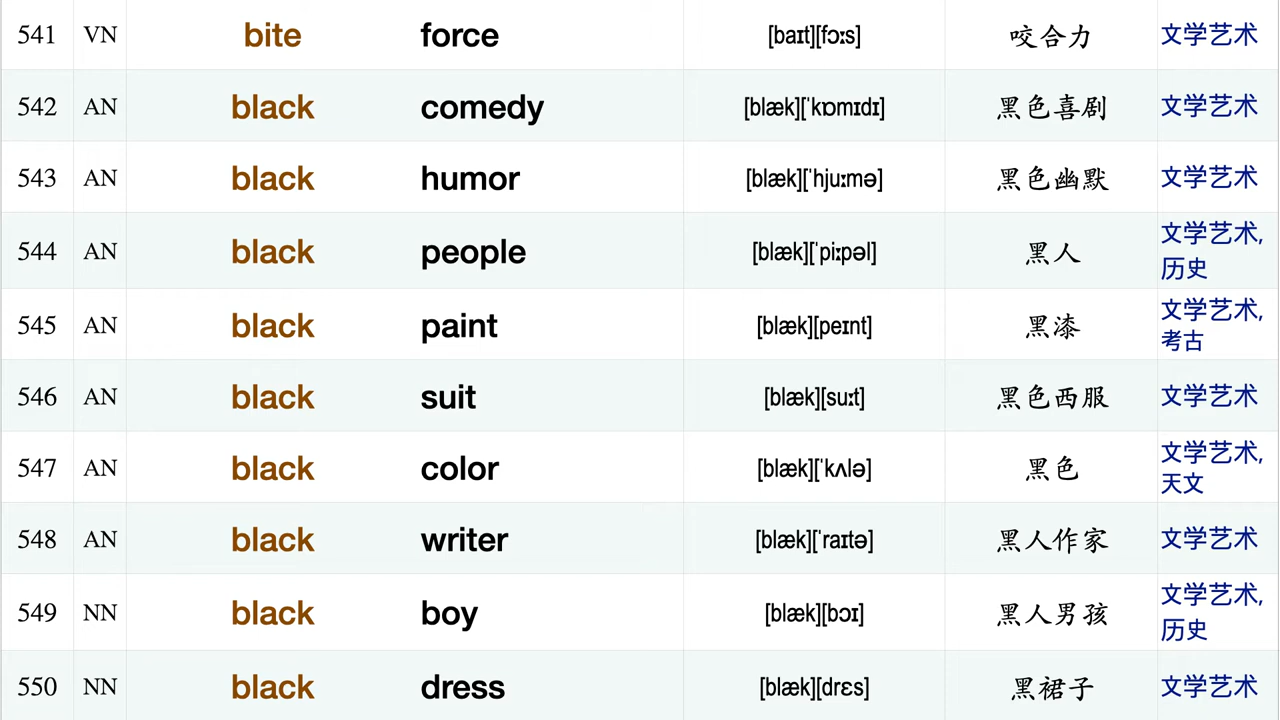 541 VN bite force [baɪt][fɔːs] 咬合力 文学艺术
542 AN black comedy [blæk][ˈkɒmɪdɪ] 黑色喜剧 文学艺术
543 AN black humor [blæk][ˈhjuːmə] 黑色幽默 文学艺术
544 AN black people [blæk][ˈpiːpəl] 黑人 文学艺术,
历史
545 AN black paint [blæk][peɪnt] 黑漆 文学艺术,
考古
546 AN black suit [blæk][suːt] 黑色西服 文学艺术
547 AN black color [blæk][ˈkʌlə] 黑色 文学艺术,
天文
548 AN black writer [blæk][ˈraɪtə] 黑人作家 文学艺术
549 NN black boy [blæk][bɔɪ] 黑人男孩 文学艺术,
历史
550 NN black dress [blæk][drɛs] 黑裙子 文学艺术